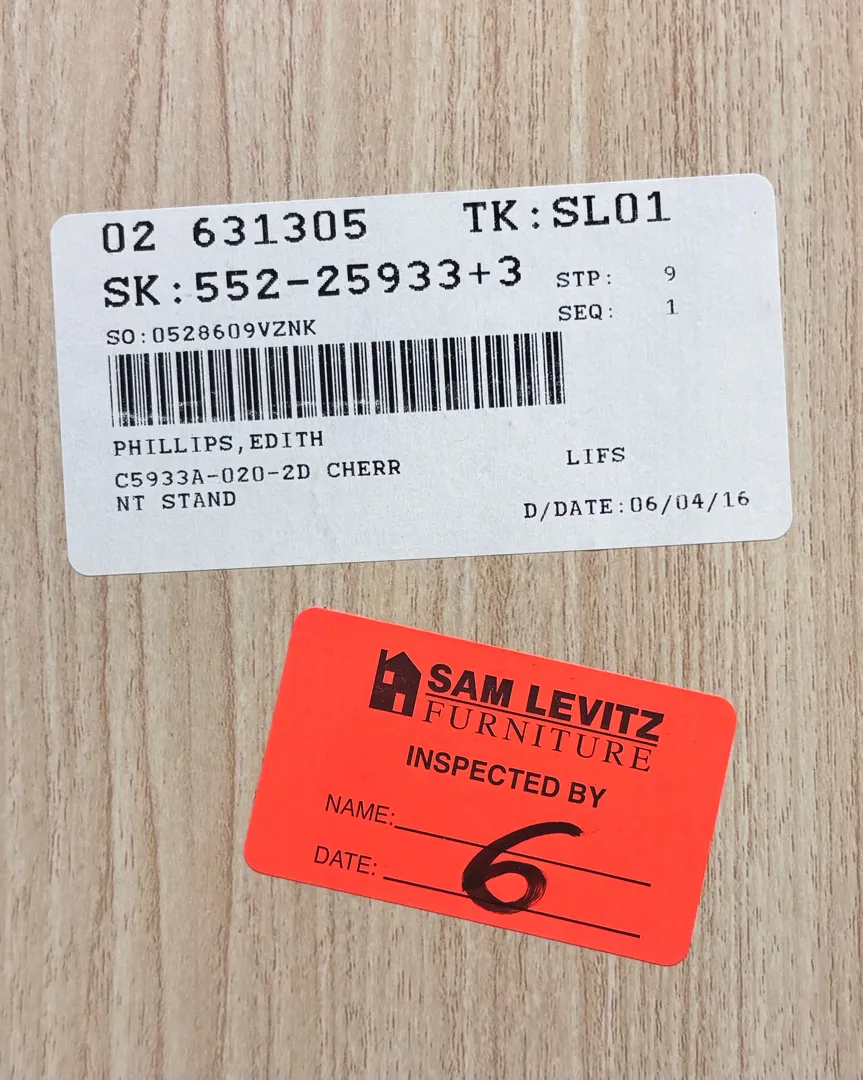 02 631305 TK:SL01
SK:552-25933+3 STP: 9
SEQ: 1
SO:0528609VZNK
PHILLIPS,EDITH
C5933A-020-2D CHERR LIFS
NT STAND
D/DATE:06/04/16
SAM LEVITZ
FURNITURE
INSPECTED BY
NAME:
DATE:
6